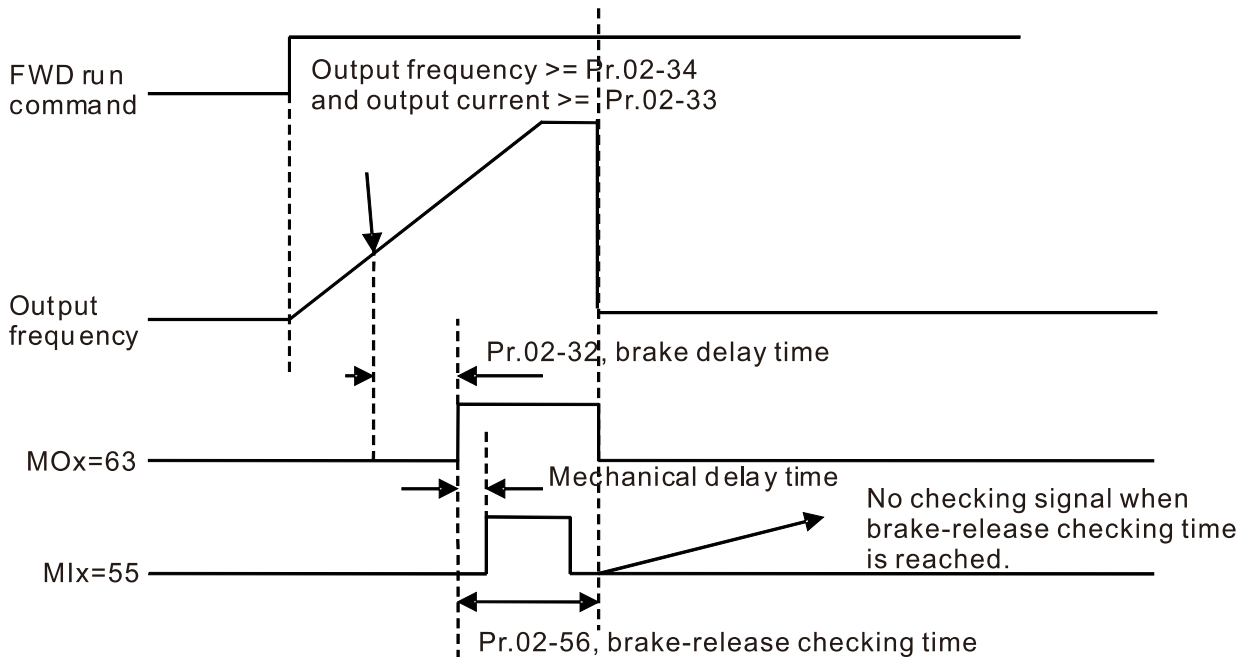 FWD run
command
Output frequency >= Pr.02-34
and output current >= Pr.02-33
Output
frequency
Pr.02-32, brake delay time
MOx=63
Mechanical delay time
No checking signal when
brake-release checking time
is reached.
MIx=55
Pr.02-56, brake-release checking time